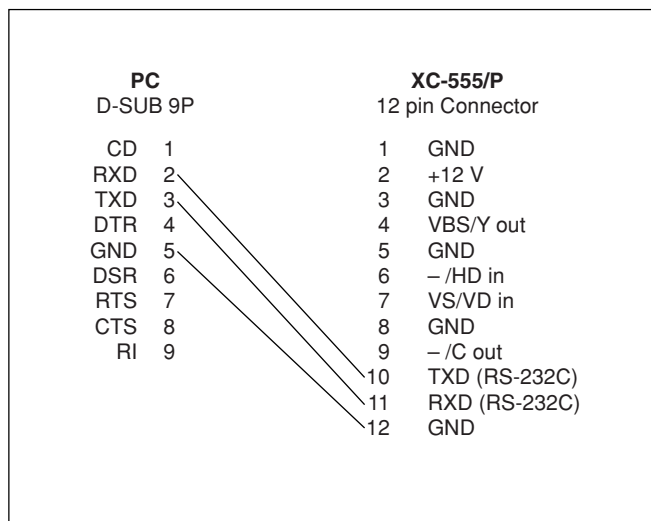 PC XC-555/P
D-SUB 9P 12 pin Connector
CD 1 1 GND
RXD 2 2 +12 V
TXD 3 3 GND
DTR 4 4 VBS/Y out
GND 5 5 GND
DSR 6 6 – /HD in
RTS 7 7 VS/VD in
CTS 8 8 GND
RI 9 9 – /C out
10 TXD (RS-232C)
11 RXD (RS-232C)
12 GND